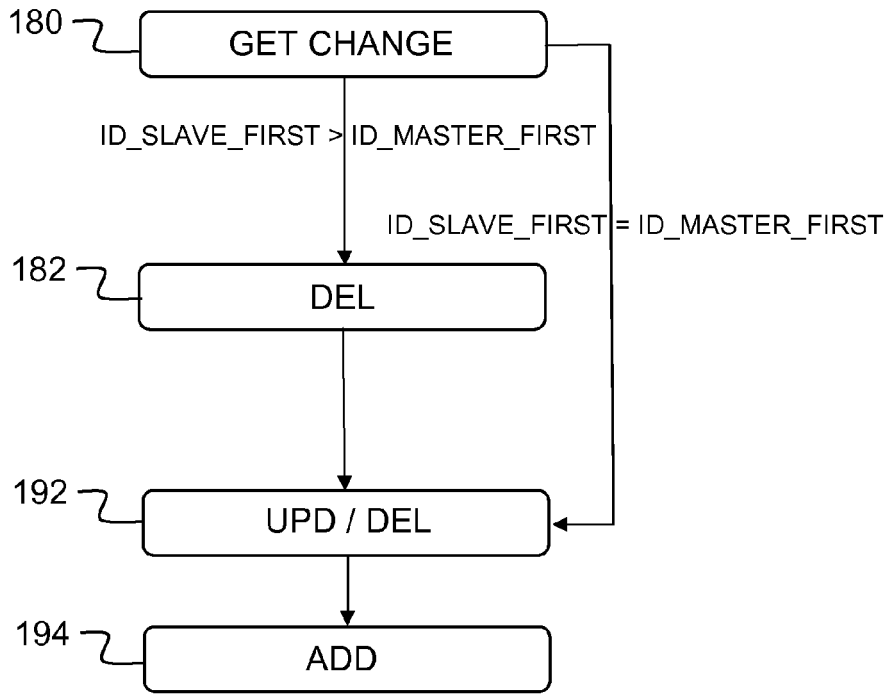 180
GET CHANGE
ID_SLAVE_FIRST > ID_MASTER_FIRST
ID_SLAVE_FIRST = ID_MASTER_FIRST
182
DEL
192
UPD / DEL
194
ADD